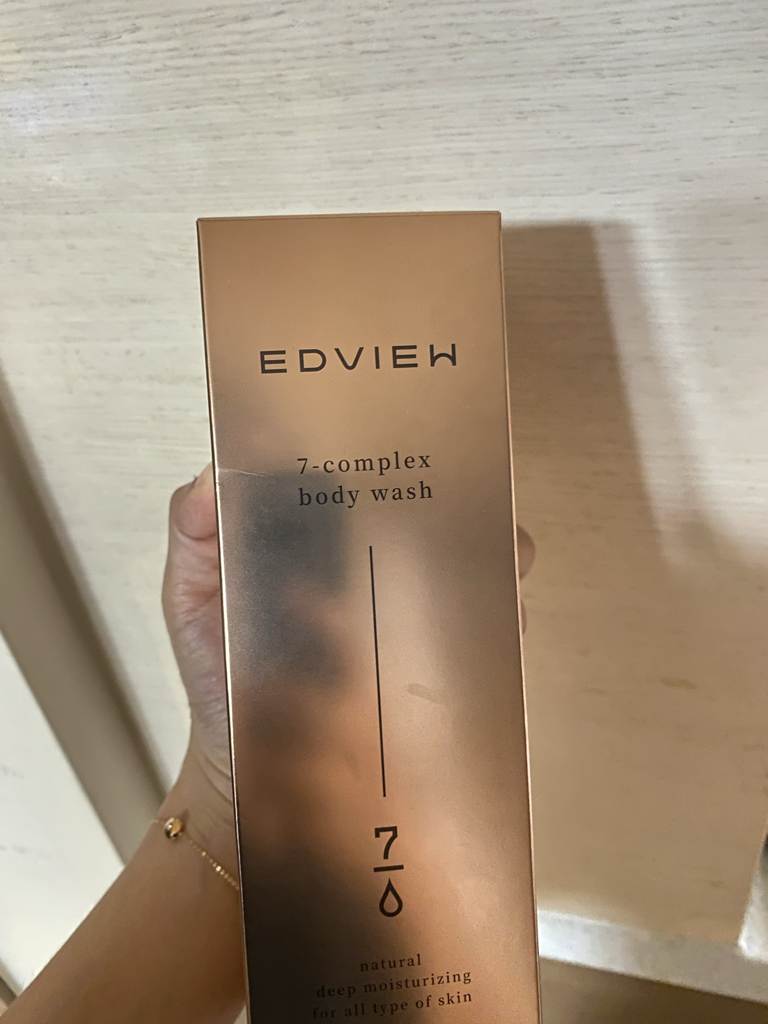 EDVIEW
7-complex
body wash
7
natural
deep moisturizing
for all type of skin